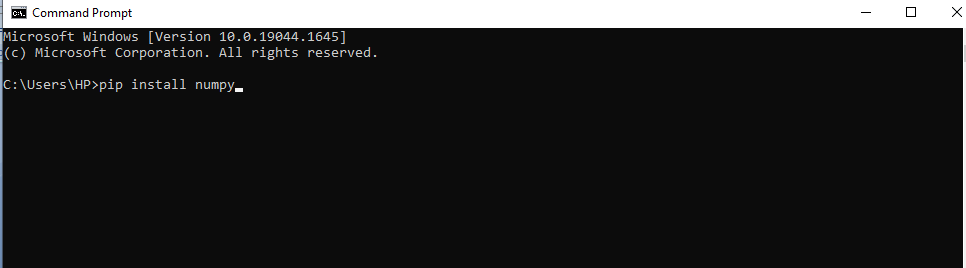 Command Prompt
Microsoft Windows [Version 10.0.19044.1645]
(c) Microsoft Corporation. All rights reserved.
C:\Users\HP>pip install numpy